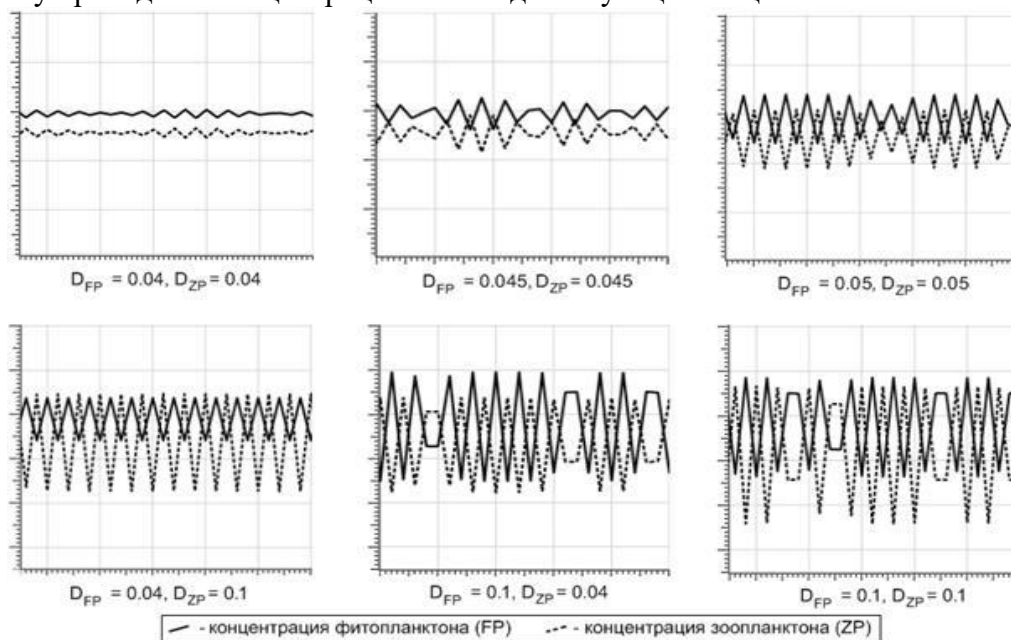 D_FP = 0.04, D_ZP = 0.04
D_FP = 0.045, D_ZP = 0.045
D_FP = 0.05, D_ZP = 0.05
D_FP = 0.04, D_ZP = 0.1
D_FP = 0.1, D_ZP = 0.04
D_FP = 0.1, D_ZP = 0.1
- концентрация фитопланктона (FP) - концентрация зоопланктона (ZP)